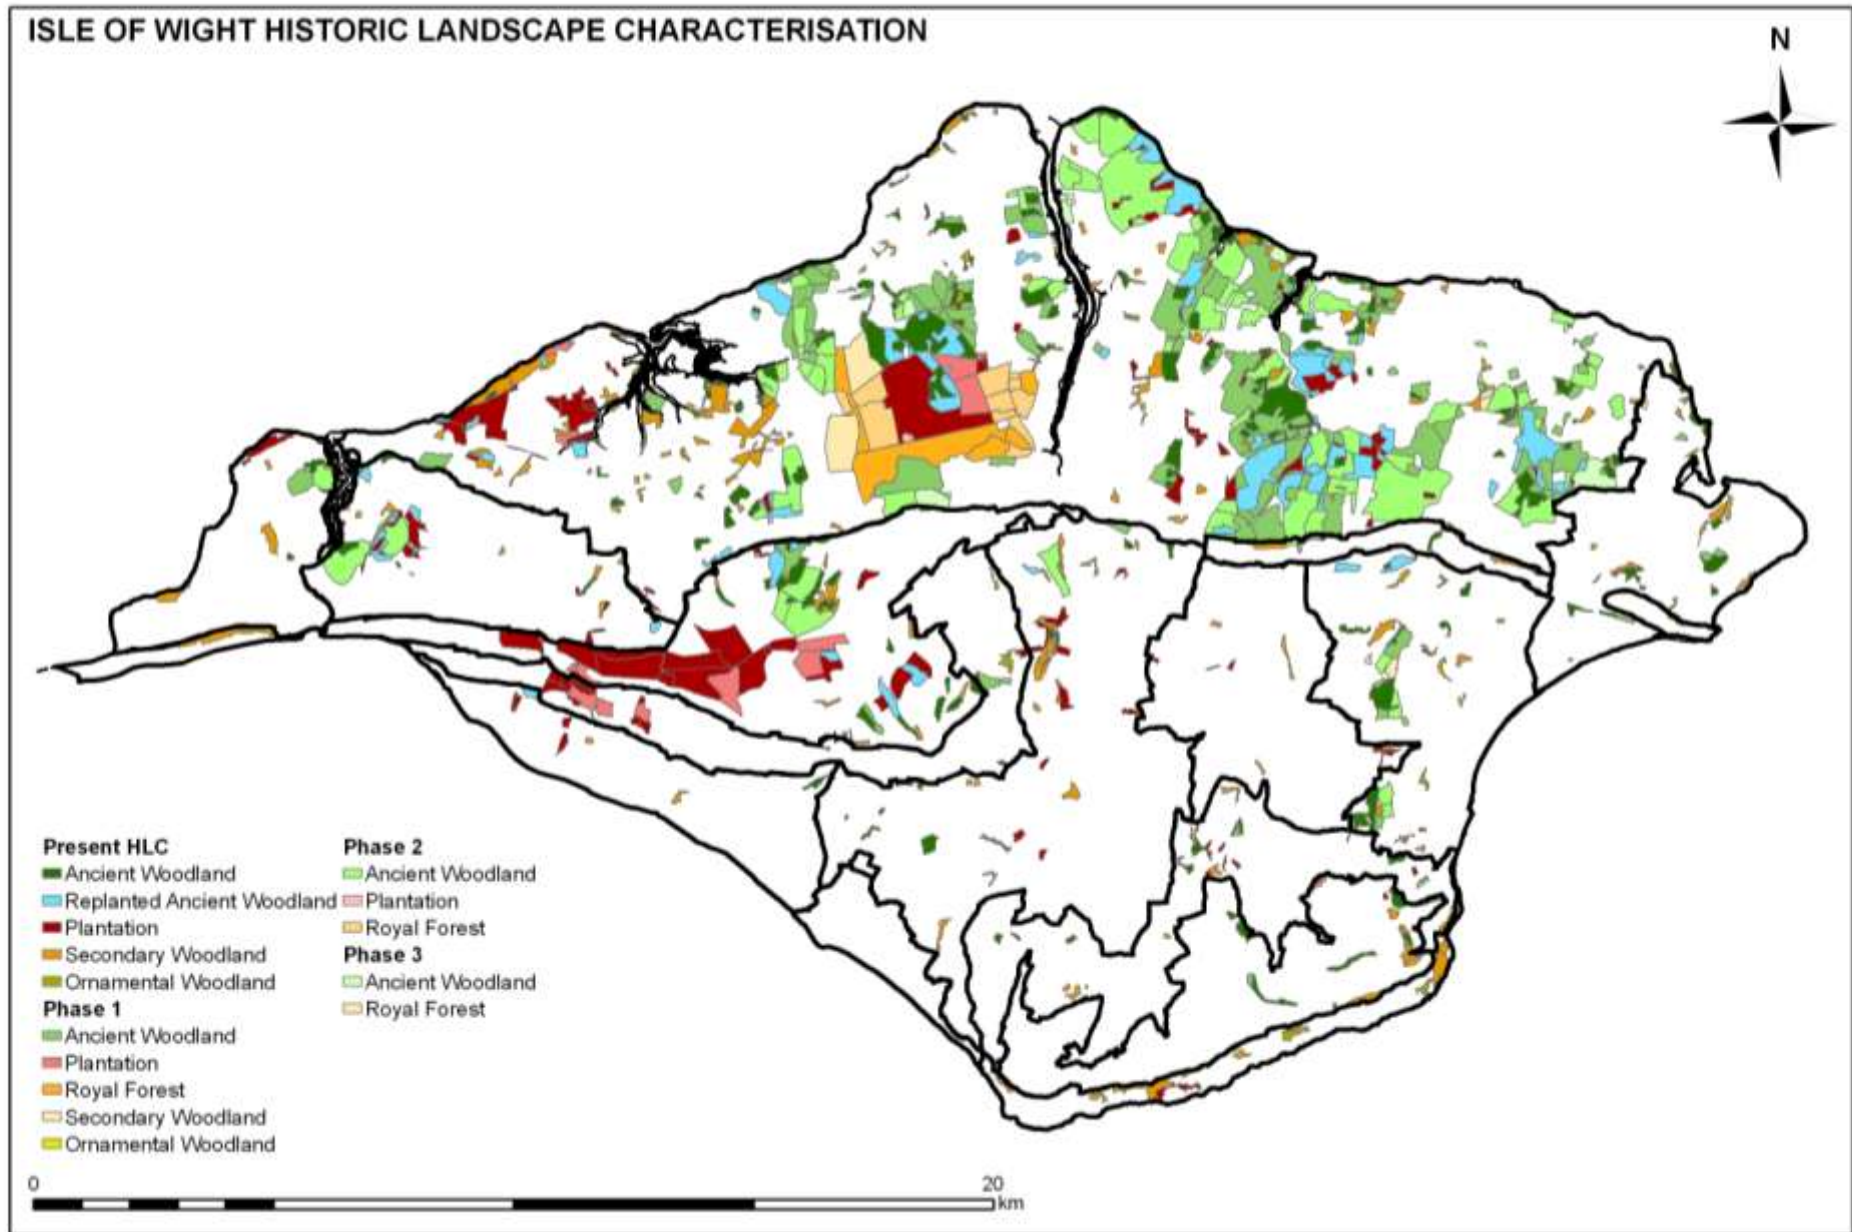 ISLE OF WIGHT HISTORIC LANDSCAPE CHARACTERISATION
N
Present HLC
Ancient Woodland
Replanted Ancient Woodland
Plantation
Secondary Woodland
Ornamental Woodland
Phase 1
Ancient Woodland
Plantation
Royal Forest
Secondary Woodland
Ornamental Woodland
Phase 2
Ancient Woodland
Plantation
Royal Forest
Phase 3
Ancient Woodland
Royal Forest
0
20
km